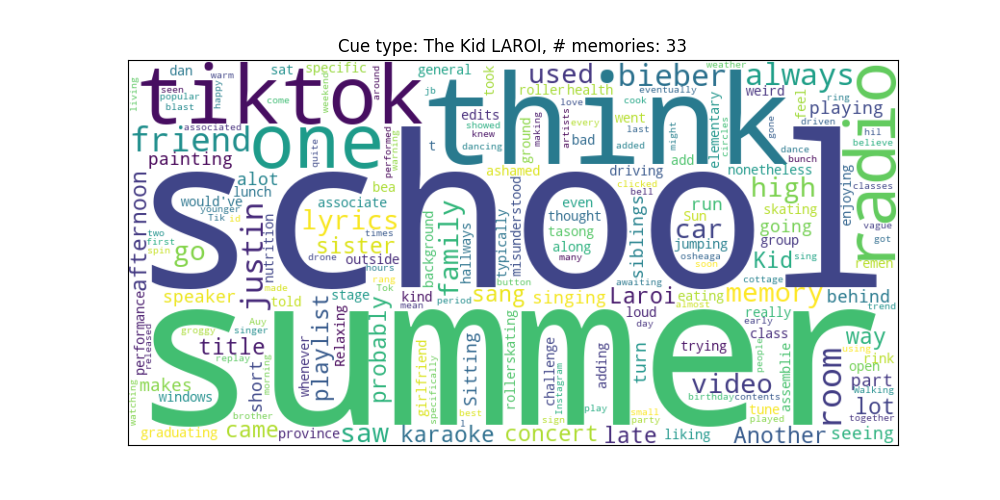 Cue type: The Kid LAROI, # memories: 33
living
seen
dan
warm
popular
blast
happy
tiktok
sat
specific
weekend
come
around
general
jb
took
edits
showed
knew
dancing
roller
health
used
bieber
always
weather
eventually
love
every
cook
weird
ring
feel
playing
driven
radio
friend
associated
one
quite
performed
warning
t
think
ground
making
artists
bad
went
last
added
might
elementary
circles
add
gone
dance
bunch
hil
believe
painting
alot
lunch
would've
younger
Tik
id
bea
associate
ashamed
driving
clicked
bell
nonetheless
high
classes
vague
got
enjoying
afternoon
school
two
first
spin
go
justin
nutrition
lyrics
sister
times
drone
outside
hours
rang
Tok
background
family
hallways
typically
misunderstood
even
thought
tasong
along
many
siblings
run
Sun
car
jumping
osheaga
soon
skating
going
group
Kid
sing
remen
performance
released
speaker
made
told
stage
kind
mean
period
sang
button
singing
awaiting
Laroi
loud
day
eating
almost
memory
cottage
behind
trend
summer
groggy
Auy
singer
replay
morning
title
makes
windows
short
brother
watching
graduating
came
province
whenever
playlist
Relaxing
probably
saw
girlfriend
specifically
Sitting
best
l
rollerskating
karaoke
concert
challenge
Instagram
sign
play
adding
small
party
late
turn
liking
trying
really
early
class
video
birthday
contents
people
tune
played
assemblie
Another
room
way
using
rink
open
part
Walking
lot
together
seeing